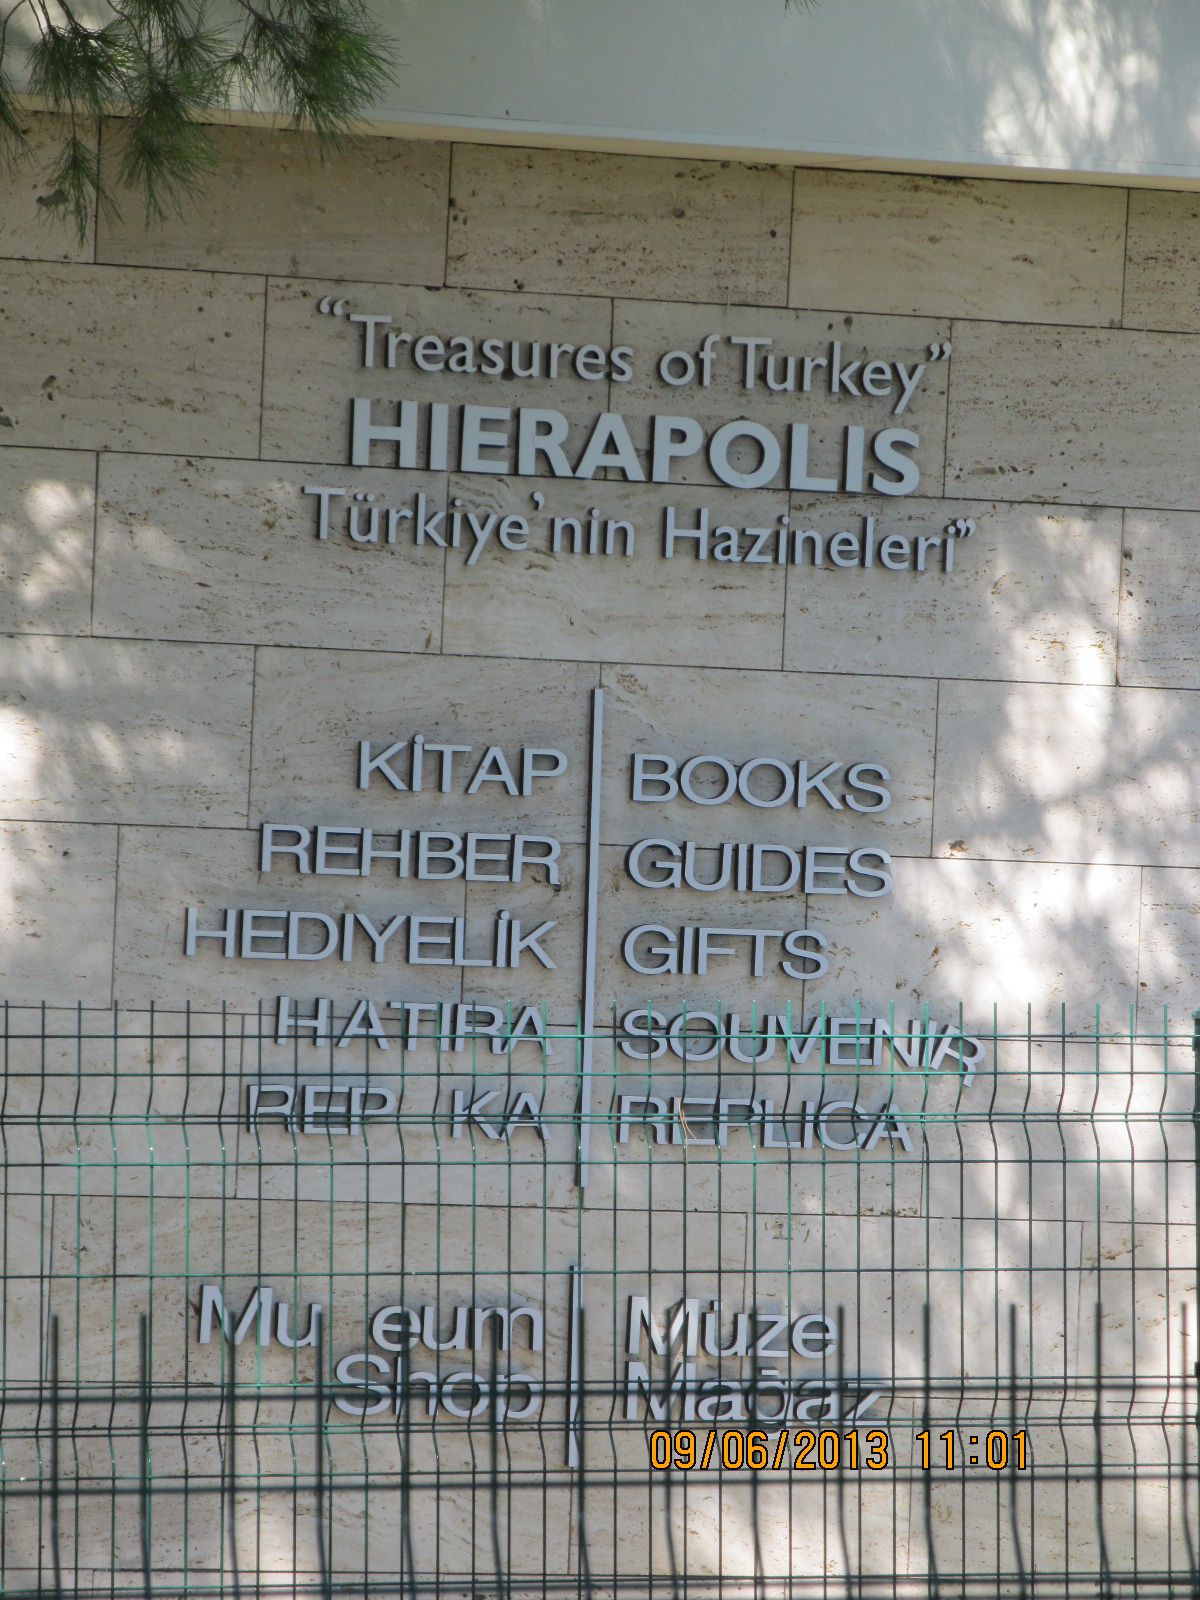 “Treasures of Turkey”
HIERAPOLIS
Türkiye’nin Hazineleri”
KİTAP BOOKS
REHBER GUIDES
HEDIYELİK GIFTS
HATIRA SOUVENIR
REP KA REPLICA
Mu eum Müze
Shop Mağaz
09/06/2013 11:01